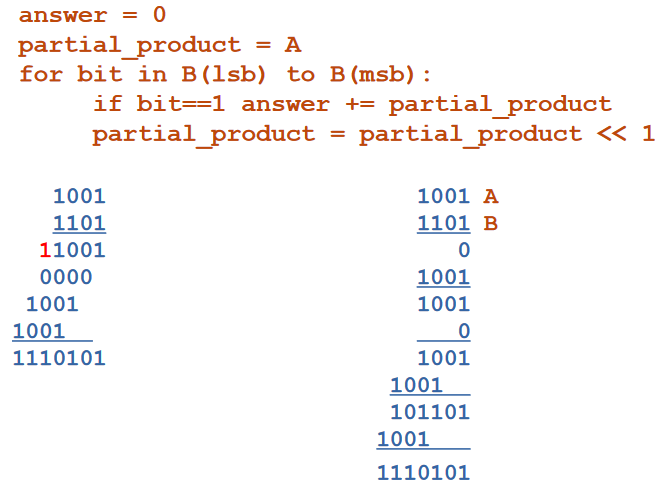 answer = 0
partial_product = A
for bit in B(lsb) to B(msb):
if bit==1 answer += partial_product
partial_product = partial_product << 1
1001
1101
11001
0000
1001
1001
1110101
1001 A
1101 B
0
1001
1001
0
1001
1001
101101
1001
1110101